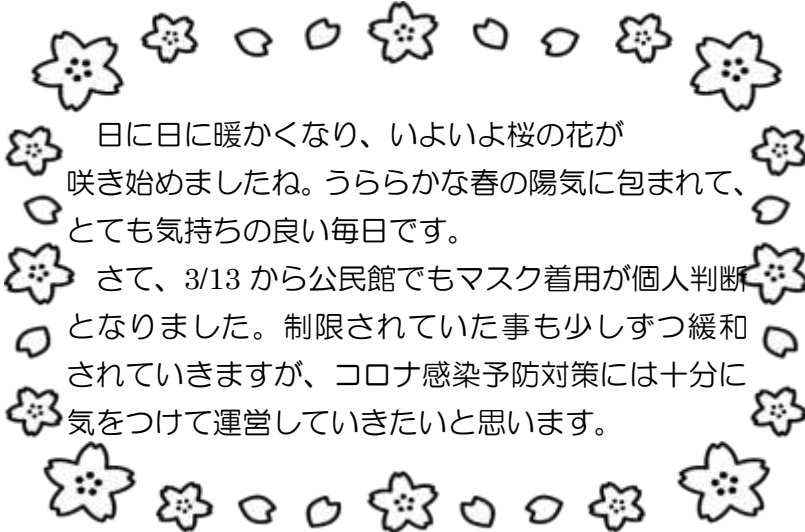 日に日に暖かくなり、いよいよ桜の花が
咲き始めましたね。うららかな春の陽気に包まれて、
とても気持ちの良い毎日です。
さて、3/13 から公民館でもマスク着用が個人判断
となりました。制限されていた事も少しずつ緩和
されていきますが、コロナ感染予防対策には十分に
気をつけて運営していきたいと思います。